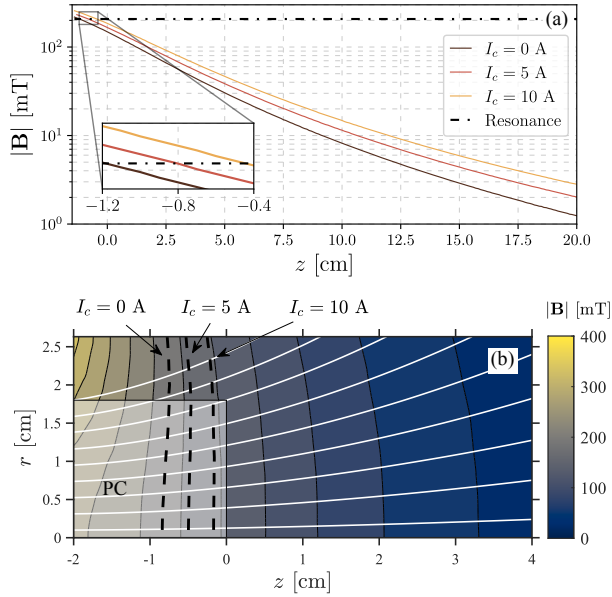 (a)
|B| [mT]
10²
10¹
10⁰
I_c = 0 A
I_c = 5 A
I_c = 10 A
Resonance
−1.2 −0.8 −0.4
0.0 2.5 5.0 7.5 10.0 12.5 15.0 17.5 20.0
z [cm]
I_c = 0 A I_c = 5 A I_c = 10 A
|B| [mT]
(b)
r [cm]
2.5
2
1.5
1
0.5
0
PC
-2 -1 0 1 2 3 4
z [cm]
400
300
200
100
0